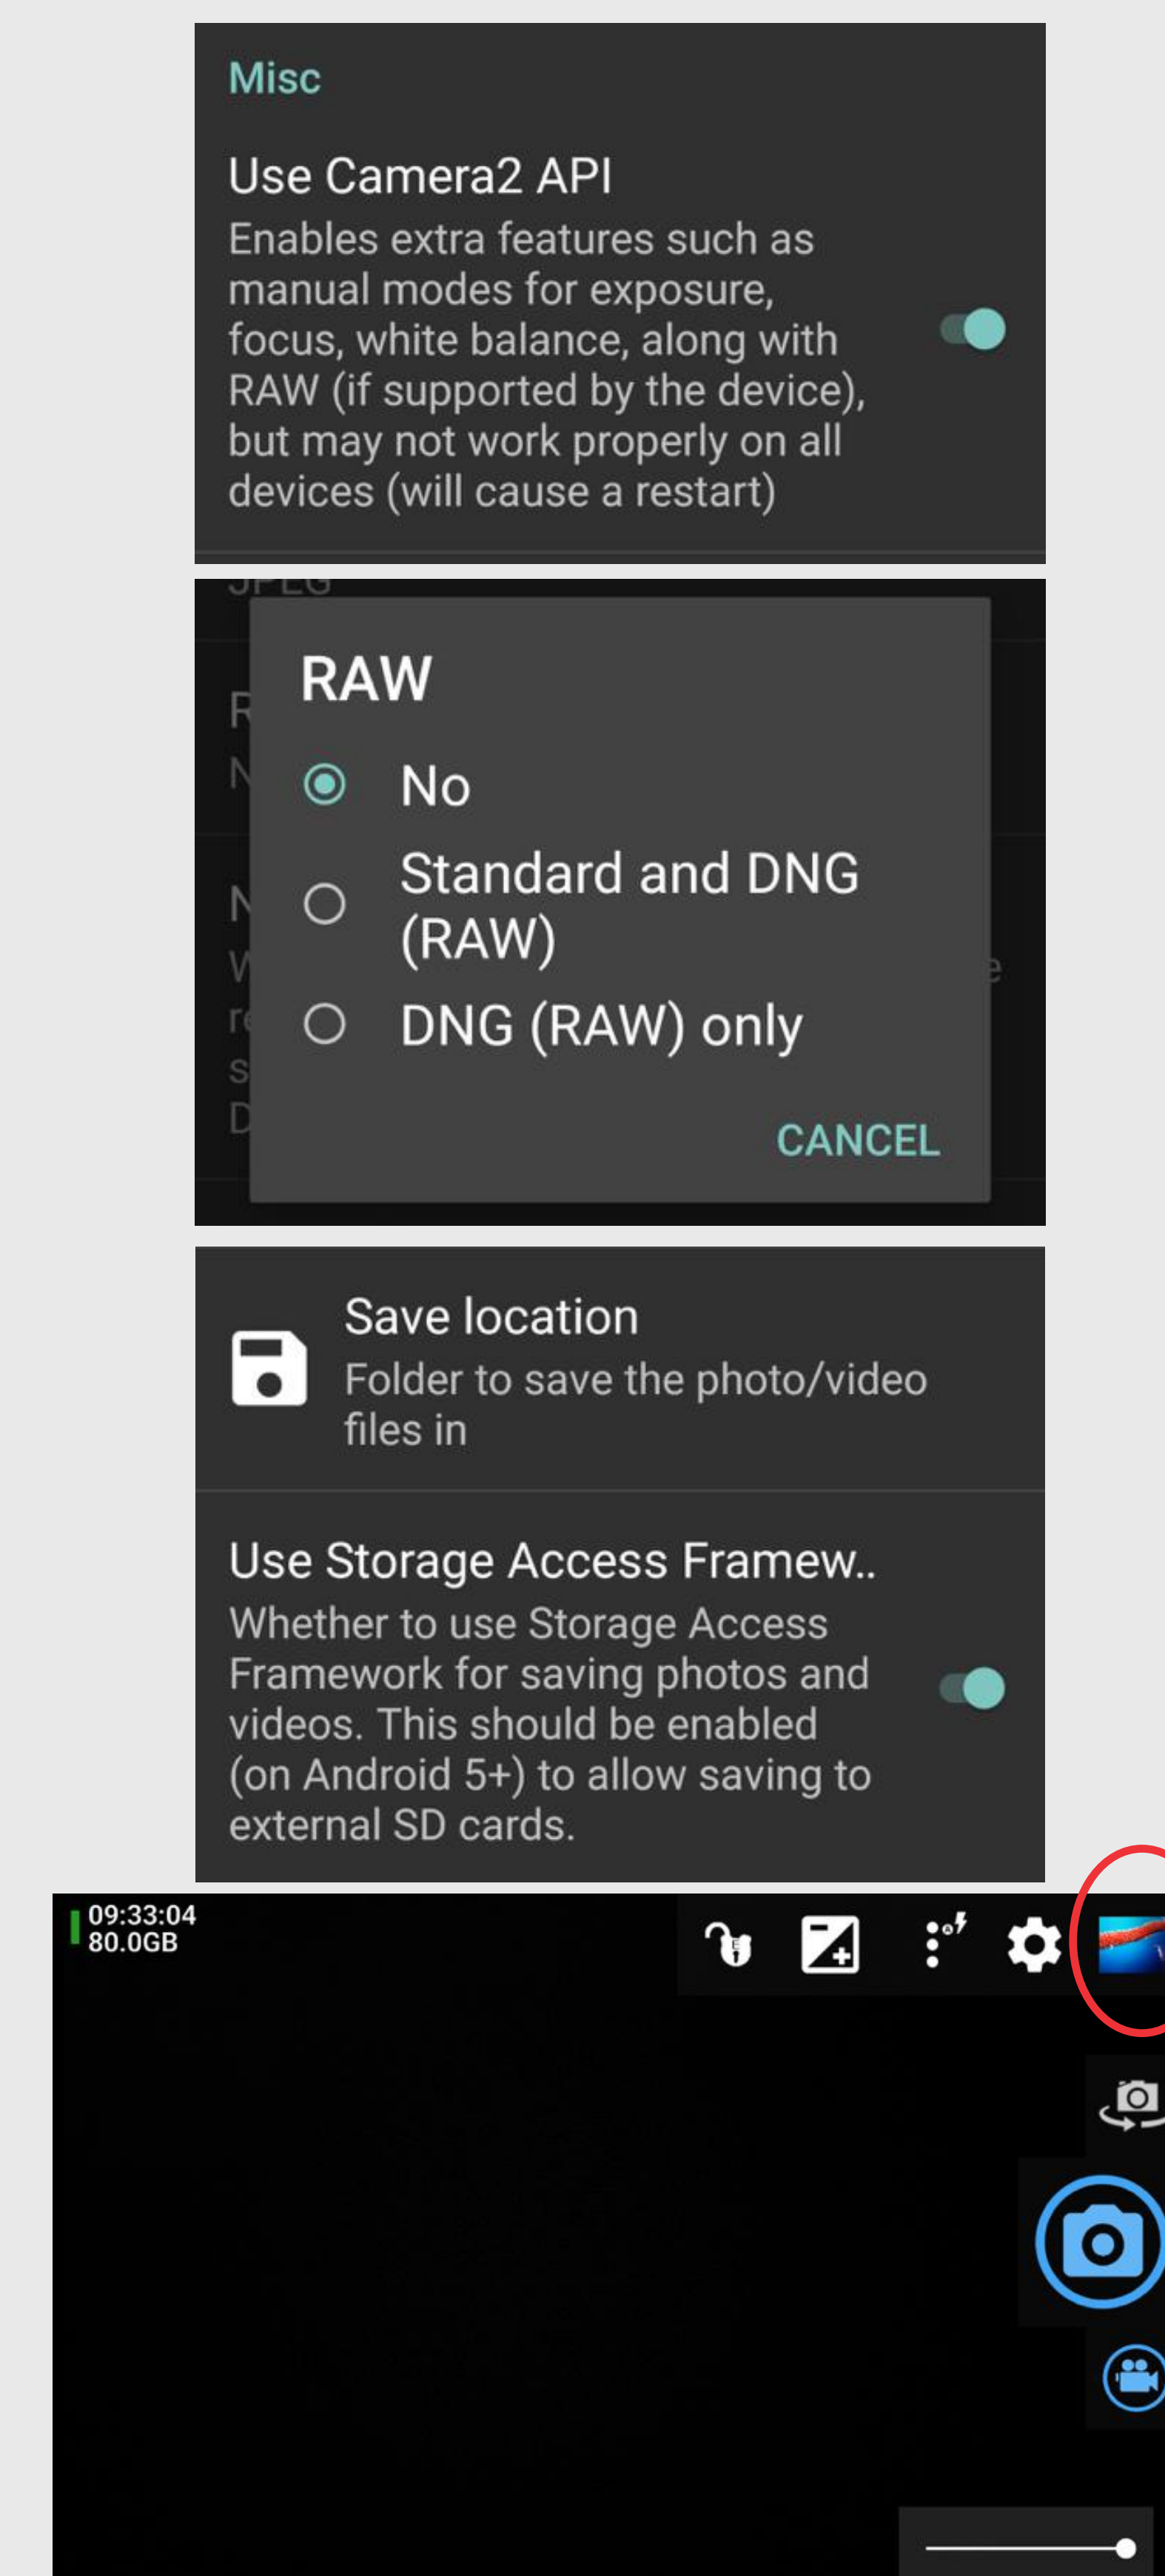 Misc
Use Camera2 API
Enables extra features such as
manual modes for exposure,
focus, white balance, along with
RAW (if supported by the device),
but may not work properly on all
devices (will cause a restart)
JPEG
RAW
No
Standard and DNG
(RAW)
DNG (RAW) only
CANCEL
Save location
Folder to save the photo/video
files in
Use Storage Access Framew..
Whether to use Storage Access
Framework for saving photos and
videos. This should be enabled
(on Android 5+) to allow saving to
external SD cards.
09:33:04
80.0GB